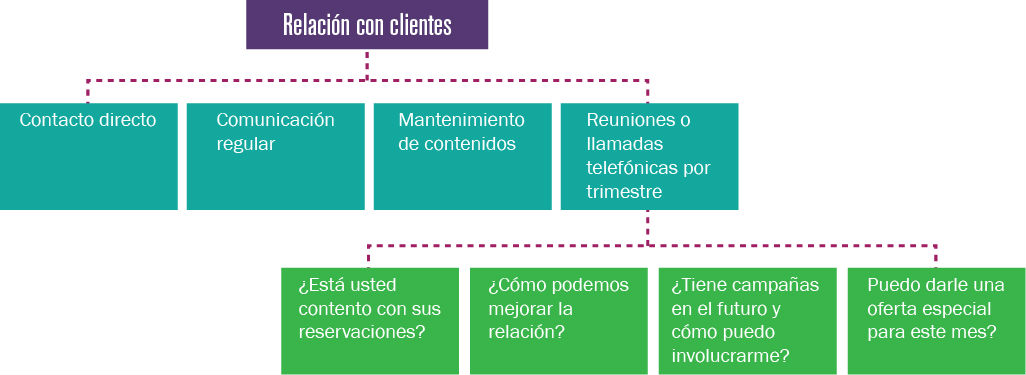 Relación con clientes
Contacto directo
Comunicación
regular
Mantenimiento
de contenidos
Reuniones o
llamadas
telefónicas por
trimestre
¿Está usted
contento con sus
reservaciones?
¿Cómo podemos
mejorar la
relación?
¿Tiene campañas
en el futuro y
cómo puedo
involucrarme?
Puedo darle una
oferta especial
para este mes?